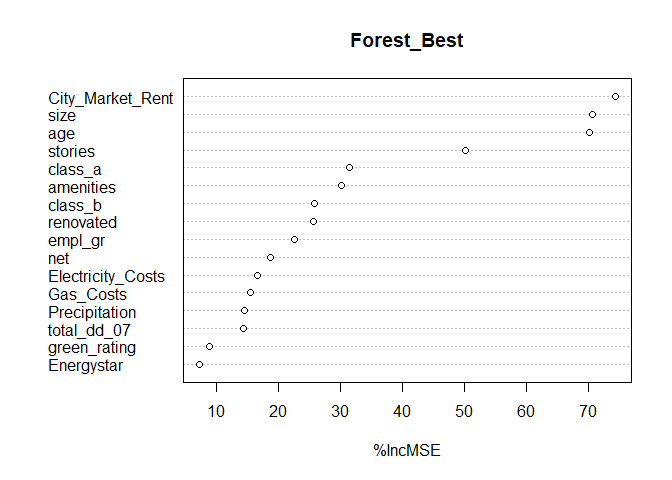 Forest_Best
City_Market_Rent
size
age
stories
class_a
amenities
class_b
renovated
empl_gr
net
Electricity_Costs
Gas_Costs
Precipitation
total_dd_07
green_rating
Energystar
10 20 30 40 50 60 70
%IncMSE